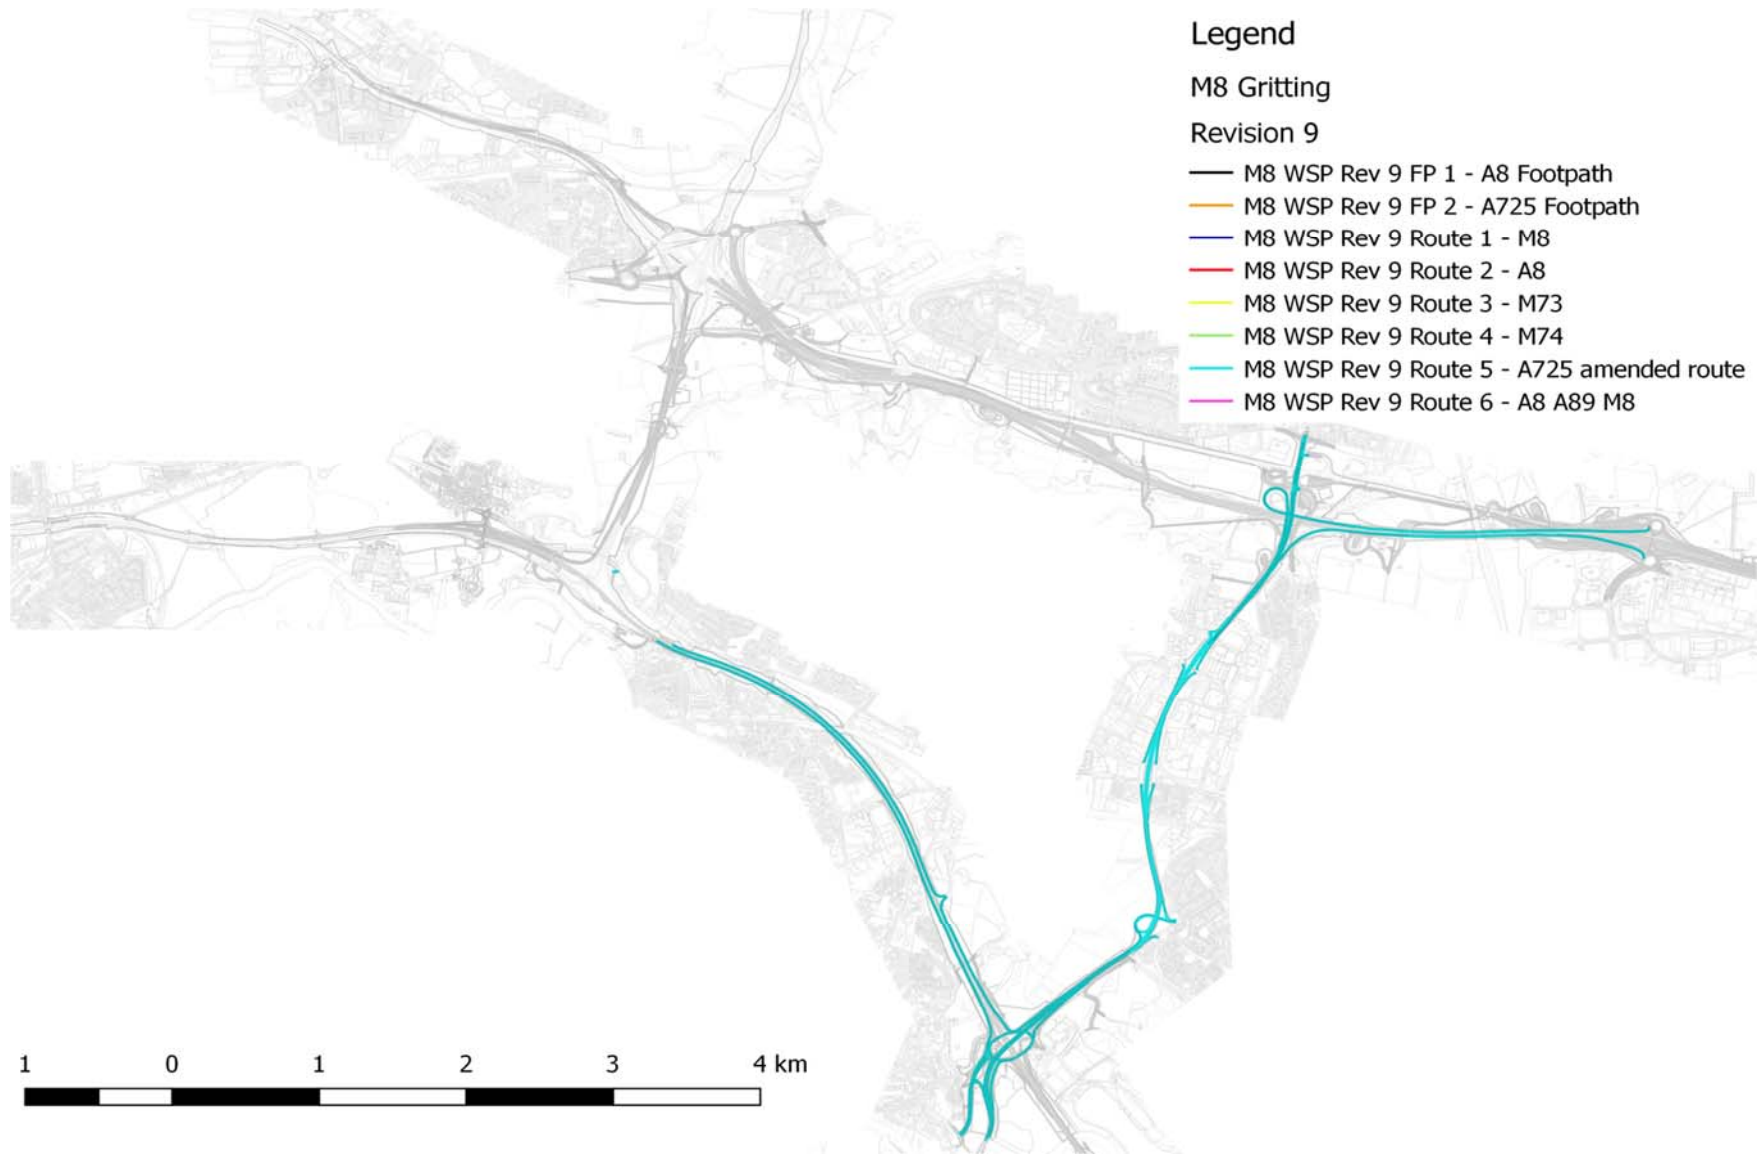 Legend
M8 Gritting
Revision 9
M8 WSP Rev 9 FP 1 - A8 Footpath
M8 WSP Rev 9 FP 2 - A725 Footpath
M8 WSP Rev 9 Route 1 - M8
M8 WSP Rev 9 Route 2 - A8
M8 WSP Rev 9 Route 3 - M73
M8 WSP Rev 9 Route 4 - M74
M8 WSP Rev 9 Route 5 - A725 amended route
M8 WSP Rev 9 Route 6 - A8 A89 M8
1 0 1 2 3 4 km